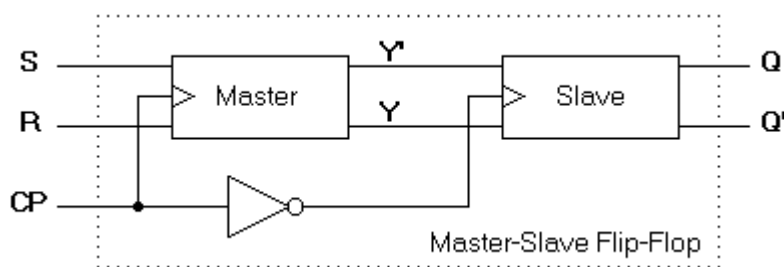 S Y' Q
Master Slave
R Y Q'
CP
Master-Slave Flip-Flop